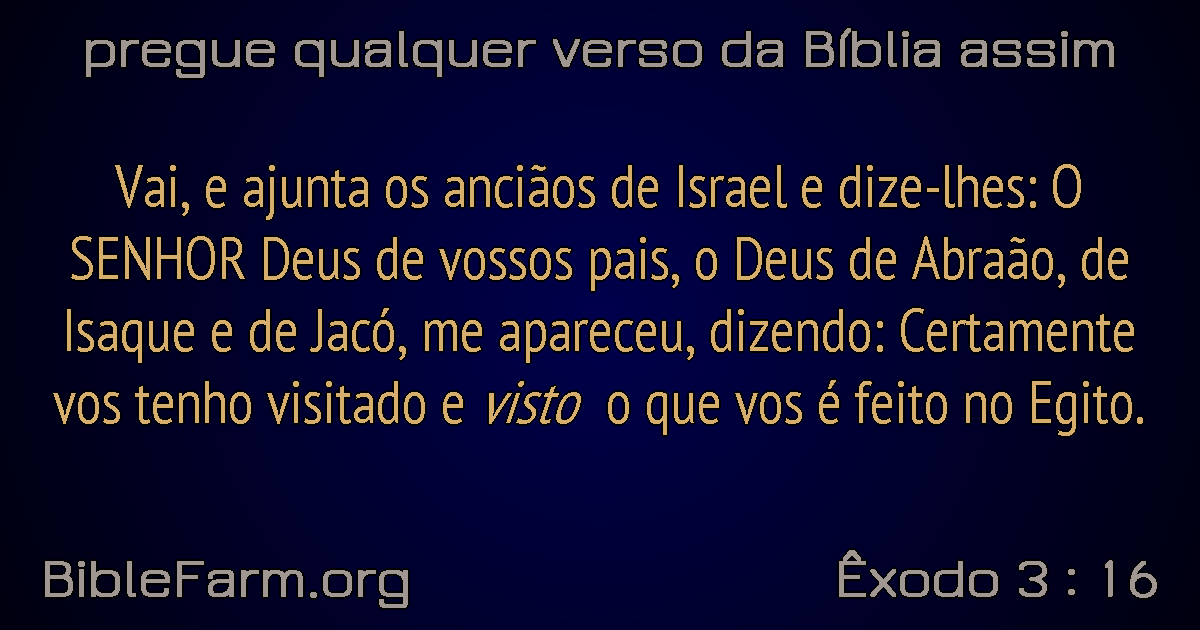 pregue qualquer verso da Bíblia assim
Vai, e ajunta os anciãos de Israel e dize-lhes: O
SENHOR Deus de vossos pais, o Deus de Abraão, de
Isaque e de Jacó, me apareceu, dizendo: Certamente
vos tenho visitado e visto o que vos é feito no Egito.
BibleFarm.org
Êxodo 3 : 16